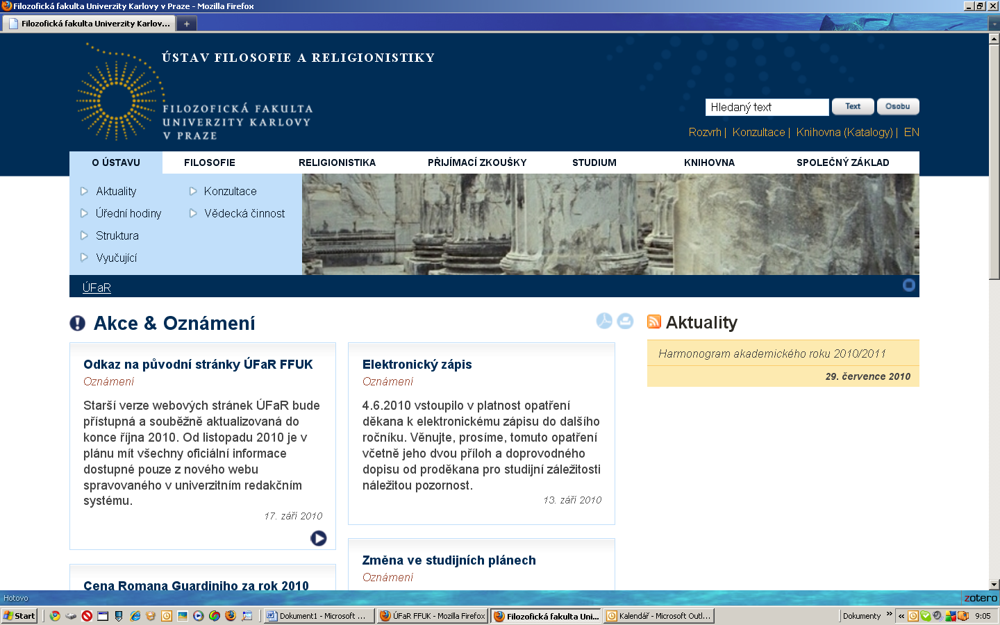 Filozofická fakulta Univerzity Karlovy v Praze - Mozilla Firefox
Filozofická fakulta Univerzity Karlov...
ÚSTAV FILOSOFIE A RELIGIONISTIKY
FILOZOFICKÁ FAKULTA
UNIVERZITY KARLOVY
V PRAZE
Hledaný text
Text
Osobu
Rozvrh | Konzultace | Knihovna (Katalogy) | EN
O ÚSTAVU
FILOSOFIE
RELIGIONISTIKA
PŘIJÍMACÍ ZKOUŠKY
STUDIUM
KNIHOVNA
SPOLEČNÝ ZÁKLAD
Aktuality
Úřední hodiny
Struktura
Vyučující
Konzultace
Vědecká činnost
ÚFaR
Akce & Oznámení
Odkaz na původní stránky ÚFaR FFUK
Oznámení
Starší verze webových stránek ÚFaR bude
přístupná a souběžně aktualizovaná do
konce října 2010. Od listopadu 2010 je v
plánu mít všechny oficiální informace
dostupné pouze z nového webu
spravovaného v univerzitním redakčním
systému.
17. září 2010
Cena Romana Guardiniho za rok 2010
Elektronický zápis
Oznámení
4.6.2010 vstoupilo v platnost opatření
děkana k elektronickému zápisu do dalšího
ročníku. Věnujte, prosíme, tomuto opatření
včetně jeho dvou příloh a doprovodného
dopisu od proděkana pro studijní záležitosti
náležitou pozornost.
13. září 2010
Změna ve studijních plánech
Oznámení
Aktuality
Harmonogram akademického roku 2010/2011
29. července 2010
Hotovo
zotero
Start
Dokument1 - Microsoft ...
ÚFaR FFUK - Mozilla Firefox
Filozofická fakulta Uni...
Kalendář - Microsoft Outl...
Dokumenty
9:05